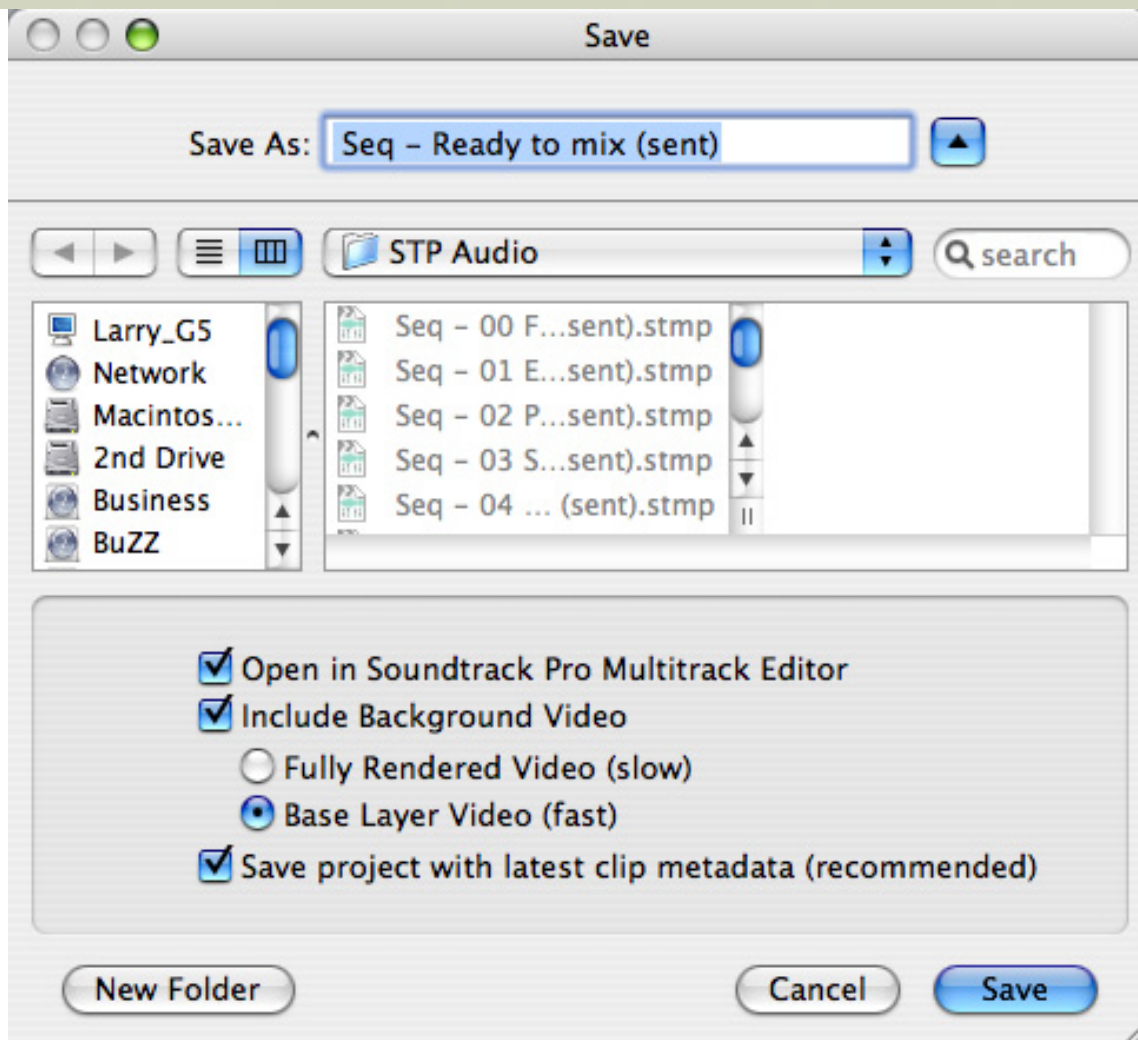 Save
Save As: Seq – Ready to mix (sent)
STP Audio
search
Larry_G5
Network
Macintos...
2nd Drive
Business
BuZZ
Seq – 00 F...sent).stmp
Seq – 01 E...sent).stmp
Seq – 02 P...sent).stmp
Seq – 03 S...sent).stmp
Seq – 04 ... (sent).stmp
Open in Soundtrack Pro Multitrack Editor
Include Background Video
Fully Rendered Video (slow)
Base Layer Video (fast)
Save project with latest clip metadata (recommended)
New Folder
Cancel
Save